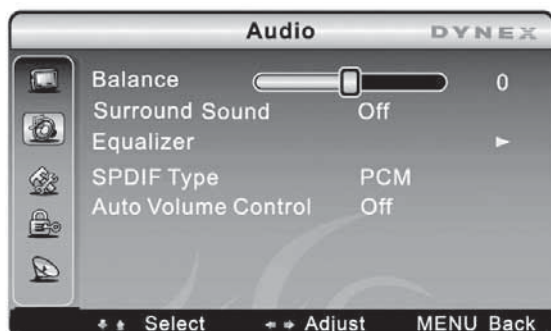 Audio DYNEX
Balance 0
Surround Sound Off
Equalizer
SPDIF Type PCM
Auto Volume Control Off
Select Adjust MENU Back